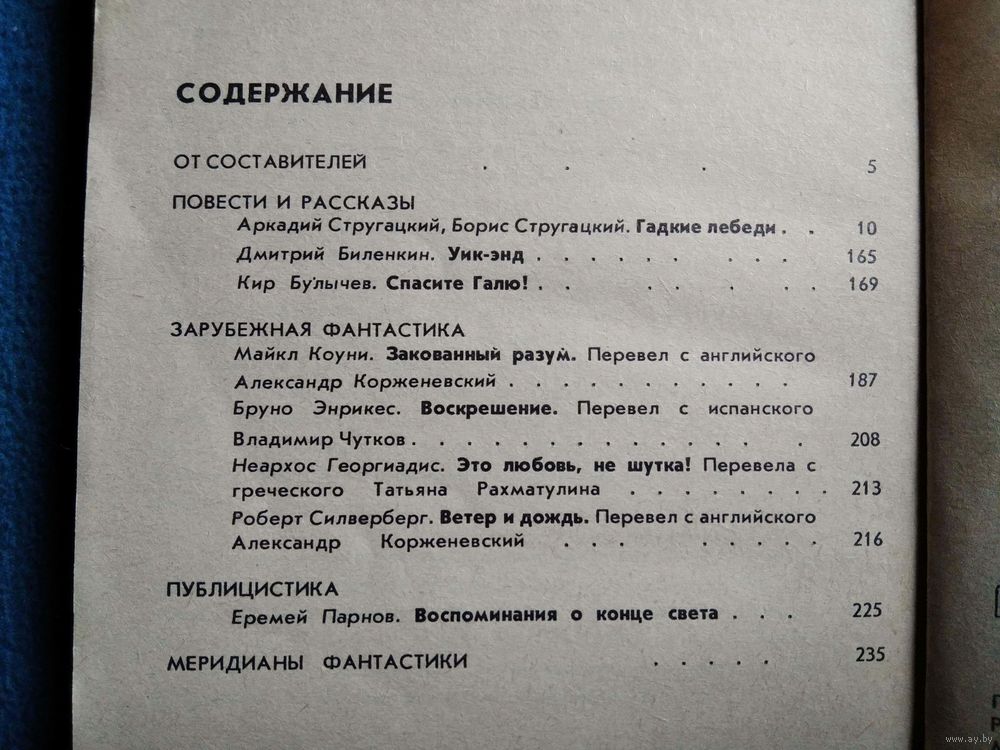 СОДЕРЖАНИЕ
ОТ СОСТАВИТЕЛЕЙ . . . 5
ПОВЕСТИ И РАССКАЗЫ
Аркадий Стругацкий, Борис Стругацкий. Гадкие лебеди . . 10
Дмитрий Биленкин. Уик-энд . . . . . . . . . 165
Кир Булычев. Спасите Галю! . . . . . . 169
ЗАРУБЕЖНАЯ ФАНТАСТИКА
Майкл Коуни. Закованный разум. Перевел с английского
Александр Корженевский . . . . . . . . . . . 187
Бруно Энрикес. Воскрешение. Перевел с испанского
Владимир Чутков . . . . . . . . . . . . . . 208
Неархос Георгиадис. Это любовь, не шутка! Перевела с
греческого Татьяна Рахматулина . . . . . . . . 213
Роберт Силверберг. Ветер и дождь. Перевел с английского
Александр Корженевский . . . . . . . . 216
ПУБЛИЦИСТИКА
Еремей Парнов. Воспоминания о конце света . . . 225
МЕРИДИАНЫ ФАНТАСТИКИ . . . . . 235
www.ay.by